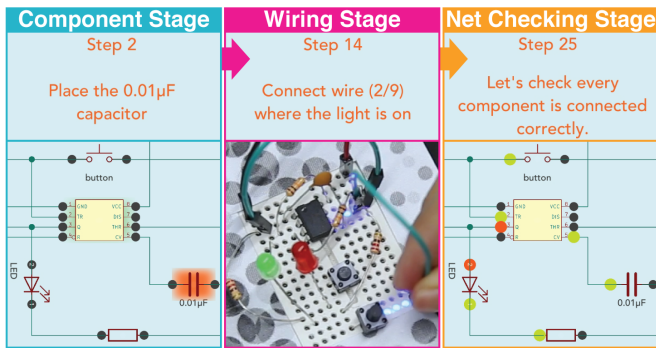 Component Stage
Step 2
Place the 0.01µF
capacitor
button
GND
VCC
TR
DIS
Q
THR
R
CV
LED
0.01µF
Wiring Stage
Step 14
Connect wire (2/9)
where the light is on
Net Checking Stage
Step 25
Let's check every
component is connected
correctly.
button
GND
VCC
TR
DIS
Q
THR
R
CV
LED
0.01µF